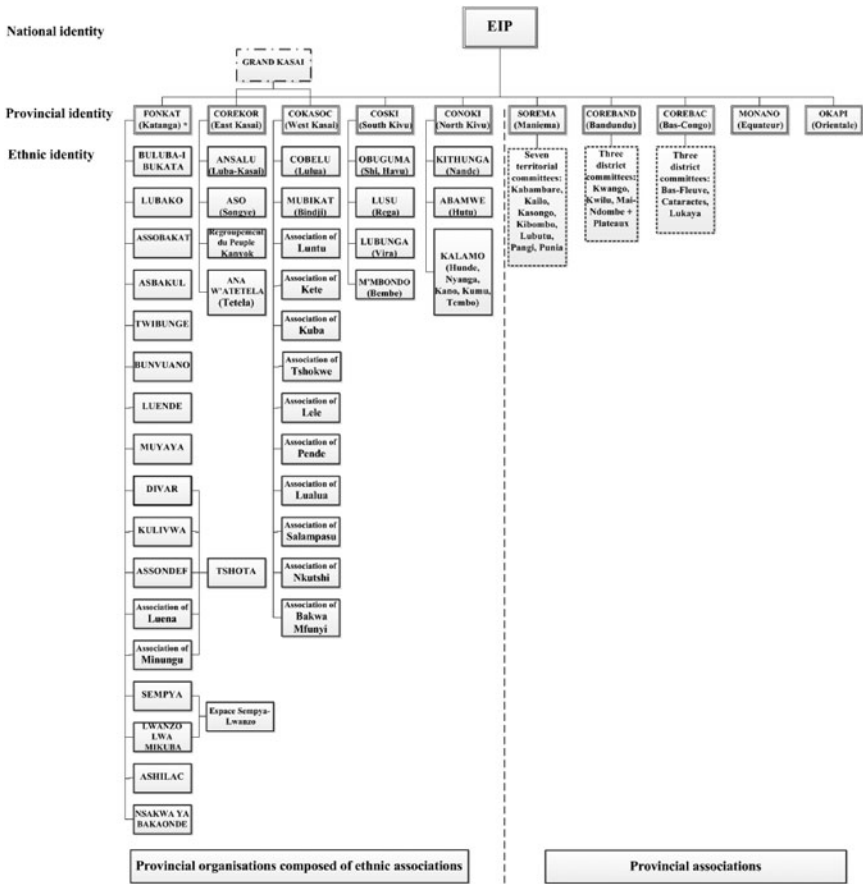 National identity
EIP
GRAND KASAI
Provincial identity
FONKAT
(Katanga) *
COREKOR
(East Kasai)
COKASOC
(West Kasai)
COSKI
(South Kivu)
CONOKI
(North Kivu)
SOREMA
(Maniema)
COREBAND
(Bandundu)
COREBAC
(Bas-Congo)
MONANO
(Equateur)
OKAPI
(Orientale)
Ethnic identity
BULUBA-I
BUKATA
LUBAKO
ASSOBAKAT
ASBAKUL
TWIBUNGE
BUNVUANO
LUENDE
MUYAYA
DIVAR
KULIVWA
ASSONDEF
Association of
Luena
Association of
Minungu
SEMPYA
LWANZO
LWA
MIKUBA
ASHILAC
NSAKWA YA
BAKAONDE
TSHOTA
Espace Sempya-
Lwanzo
ANSALU
(Luba-Kasai)
ASO
(Songye)
Regroupement
du Peuple
Kanyok
ANA
W'ATETELA
(Tetela)
COBELU
(Lulua)
MUBIKAT
(Bindji)
Association of
Luntu
Association of
Kete
Association of
Kuba
Association of
Tshokwe
Association of
Lele
Association of
Pende
Association of
Lualua
Association of
Salampasu
Association of
Nkutshi
Association of
Bakwa
Mfunyi
OBUGUMA
(Shi, Havu)
LUSU
(Rega)
LUBUNGA
(Vira)
M'MBONDO
(Bembe)
KITHUNGA
(Nande)
ABAMWE
(Hutu)
KALAMO
(Hunde,
Nyanga,
Kano, Kumu,
Tembo)
Seven
territorial
committees:
Kabambare,
Kailo,
Kasongo,
Kibombo,
Lubutu,
Pangi, Punia
Three
district
committees:
Kwango,
Kwilu, Mai-
Ndombe +
Plateaux
Three
district
committees:
Bas-Fleuve,
Cataractes,
Lukaya
Provincial organisations composed of ethnic associations
Provincial associations